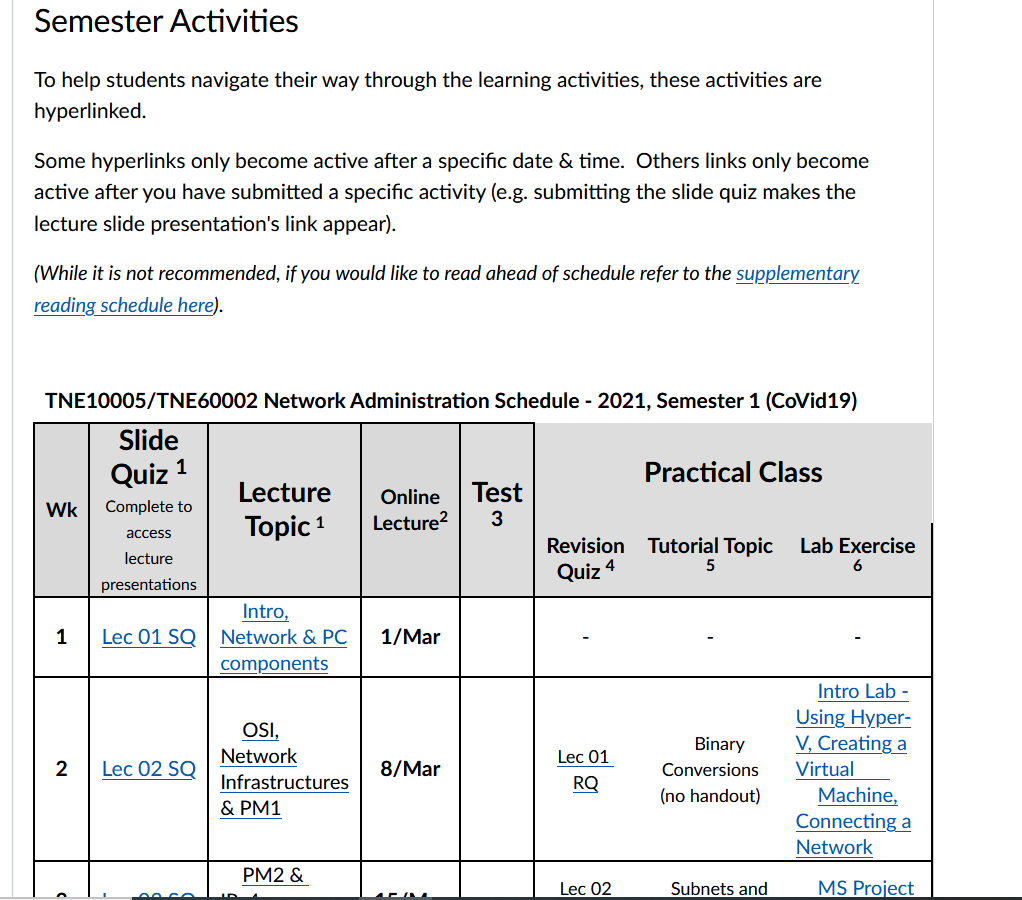 Semester Activities
To help students navigate their way through the learning activities, these activities are
hyperlinked.
Some hyperlinks only become active after a specific date & time.  Others links only become
active after you have submitted a specific activity (e.g. submitting the slide quiz makes the
lecture slide presentation's link appear).
(While it is not recommended, if you would like to read ahead of schedule refer to the supplementary
reading schedule here).
TNE10005/TNE60002 Network Administration Schedule - 2021, Semester 1 (CoVid19)
Wk
Slide
Quiz 1
Complete to
access
lecture
presentations
Lecture
Topic 1
Online
Lecture2
Test
3
Practical Class
Revision
Quiz 4
Tutorial Topic
5
Lab Exercise
6
1
Lec 01 SQ
Intro,
Network & PC
components
1/Mar
-
-
-
2
Lec 02 SQ
OSI,
Network
Infrastructures
& PM1
8/Mar
Lec 01
RQ
Binary
Conversions
(no handout)
Intro Lab -
Using Hyper-
V, Creating a
Virtual
Machine,
Connecting a
Network
PM2 &
Lec 02
Subnets and
MS Project